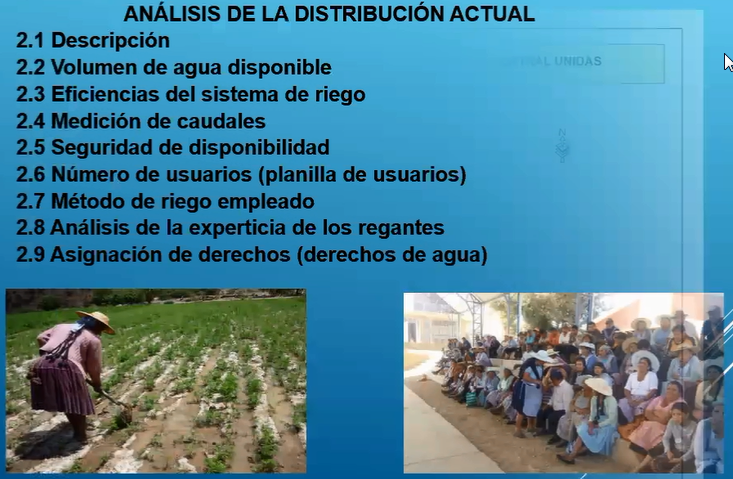 ANÁLISIS DE LA DISTRIBUCIÓN ACTUAL
2.1 Descripción
2.2 Volumen de agua disponible
2.3 Eficiencias del sistema de riego
2.4 Medición de caudales
2.5 Seguridad de disponibilidad
2.6 Número de usuarios (planilla de usuarios)
2.7 Método de riego empleado
2.8 Análisis de la experticia de los regantes
2.9 Asignación de derechos (derechos de agua)
UNIDAS